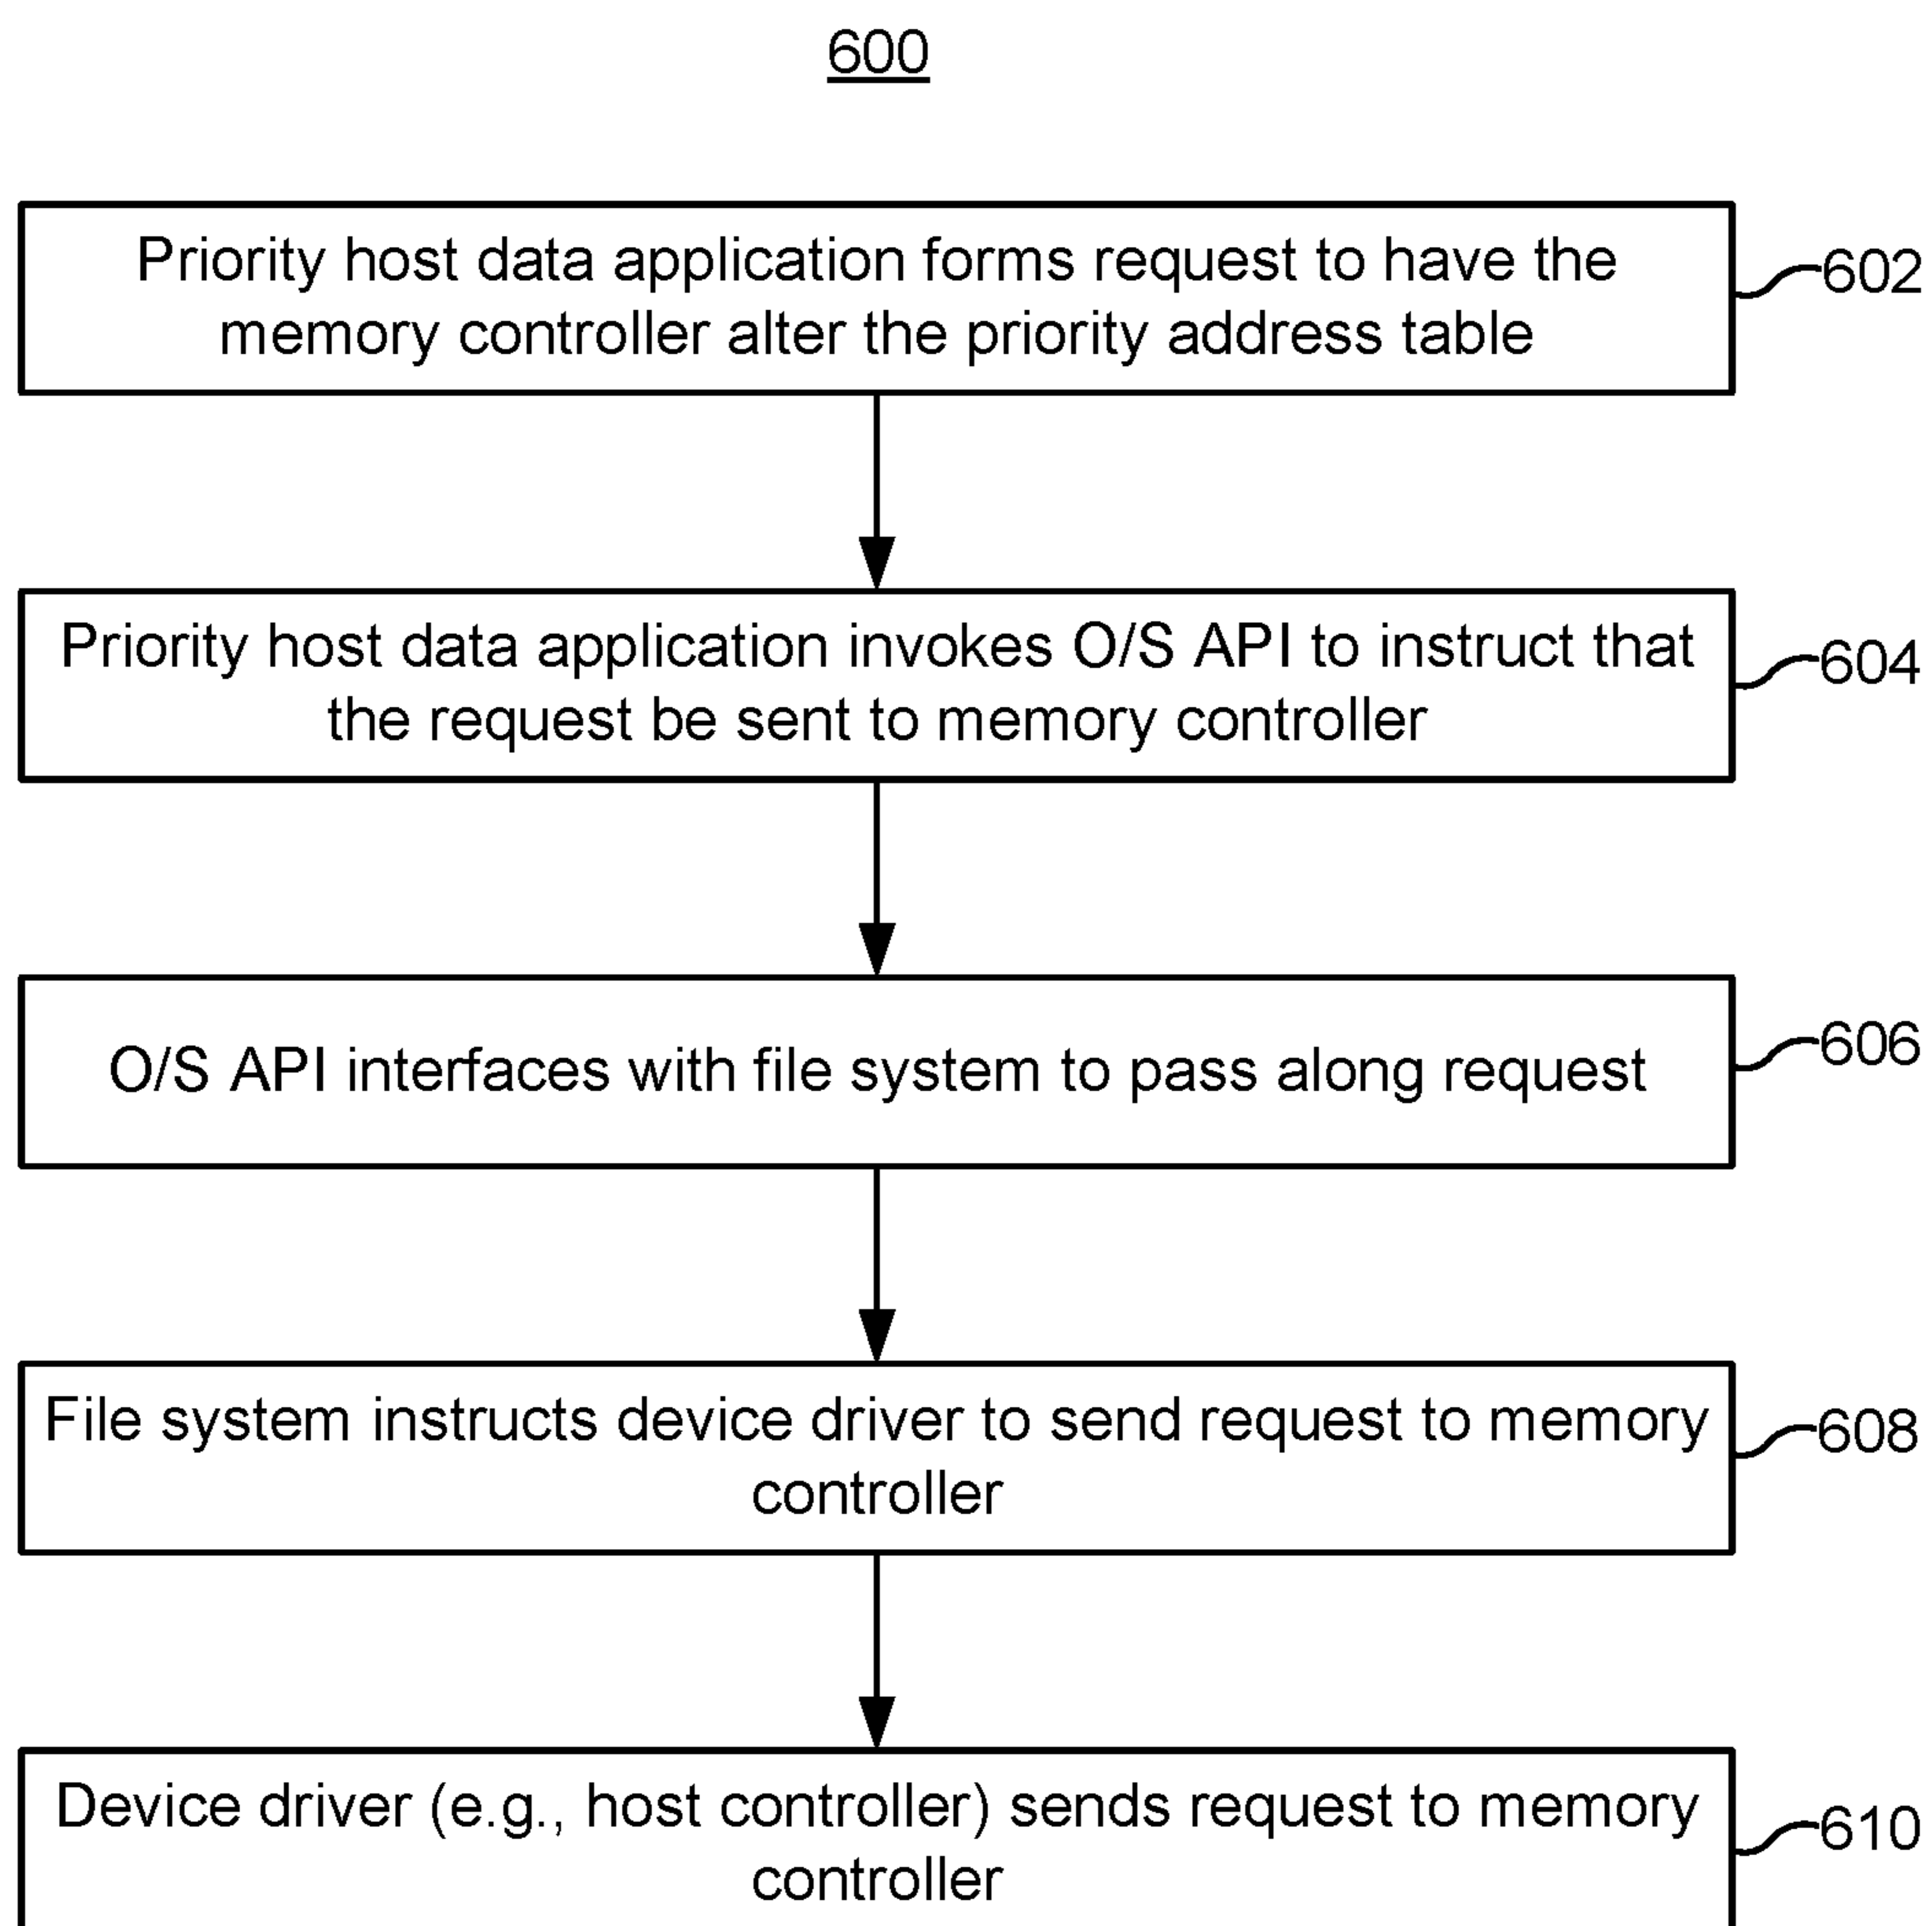 600
Priority host data application forms request to have the
memory controller alter the priority address table
602
Priority host data application invokes O/S API to instruct that
the request be sent to memory controller
604
O/S API interfaces with file system to pass along request
606
File system instructs device driver to send request to memory
controller
608
Device driver (e.g., host controller) sends request to memory
controller
610